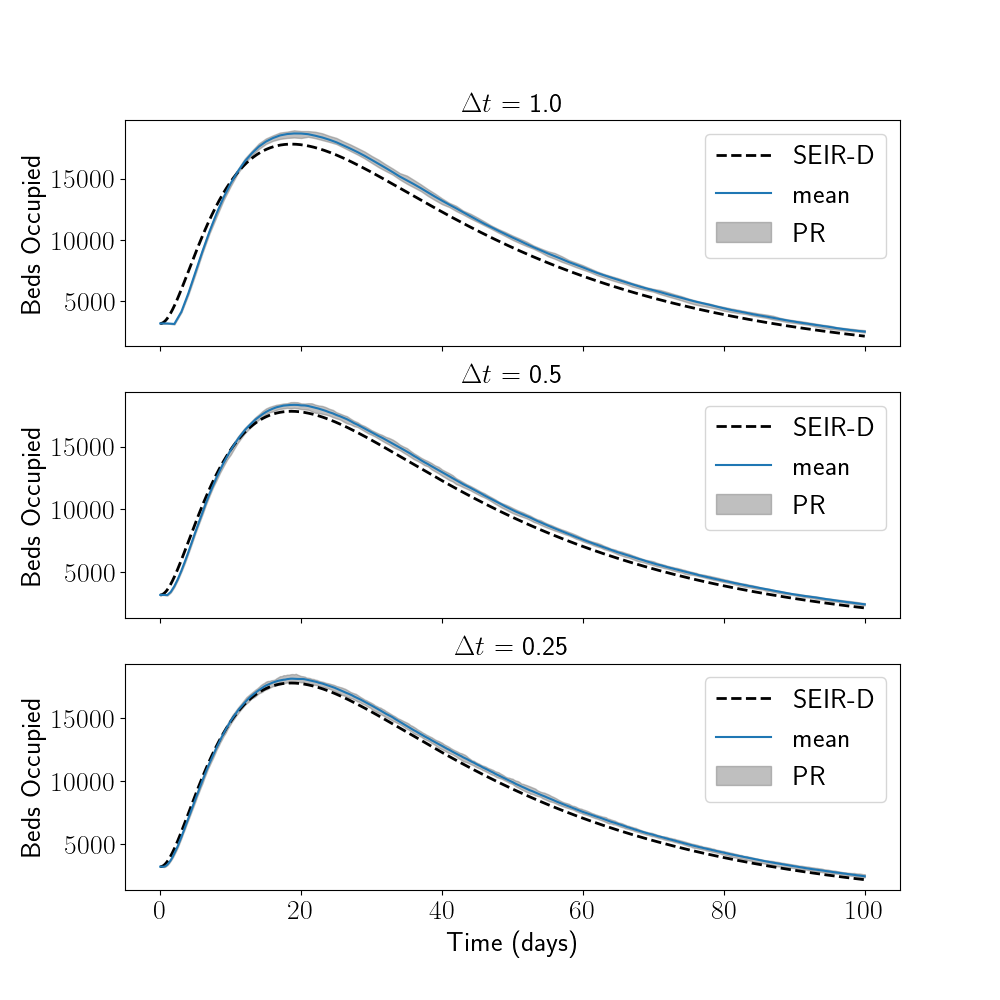 Δt = 1.0
Beds Occupied
15000
10000
5000
SEIR-D
mean
PR
Δt = 0.5
Beds Occupied
15000
10000
5000
SEIR-D
mean
PR
Δt = 0.25
Beds Occupied
15000
10000
5000
SEIR-D
mean
PR
0 20 40 60 80 100
Time (days)